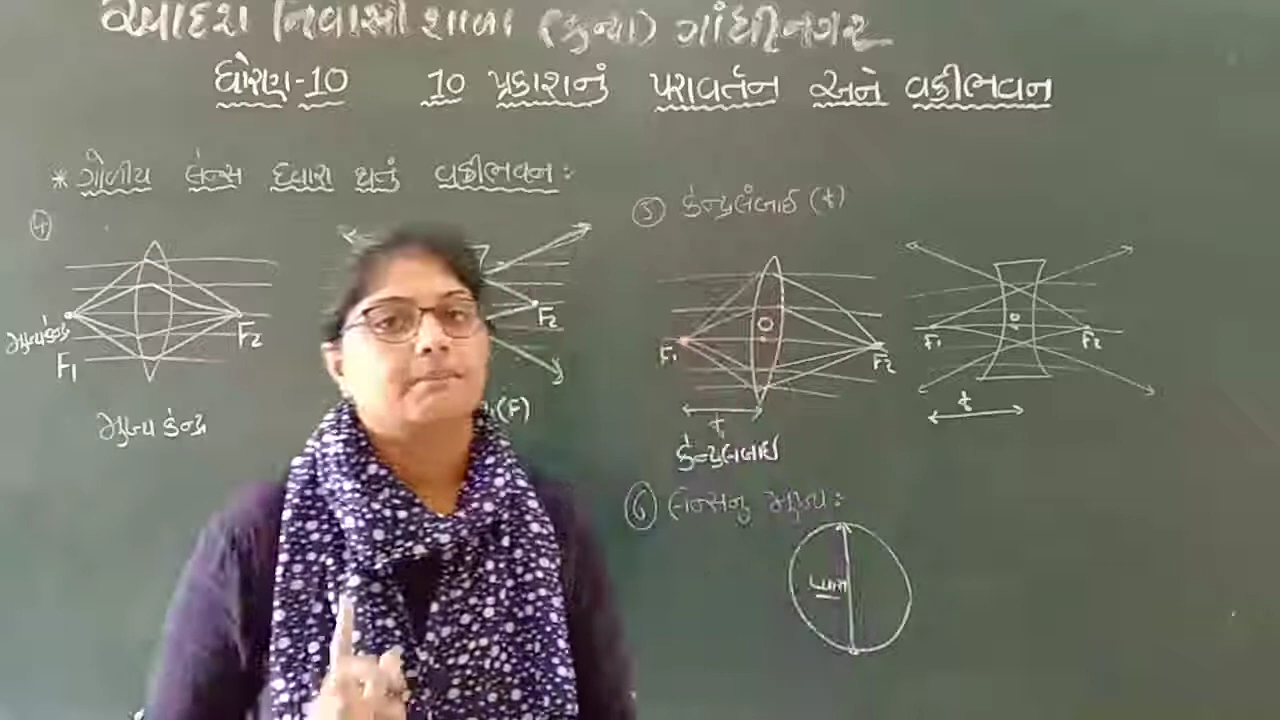 આદર્શ નિવાસી શાળા (કન્યા) ગાંધીનગર
ધોરણ-10 10 પ્રકાશનું પરાવર્તન અને વક્રીભવન
* ગોળીય લેન્સ દ્વારા થતું વક્રીભવન:
૪
F2
F1
મુખ્ય કેન્દ્ર
(F)
5 કેન્દ્રલંબાઈ (f)
O
F1
F2
f
કેન્દ્રલંબાઈ
o
F1
F2
f
6 લેન્સનું મુખ
F2